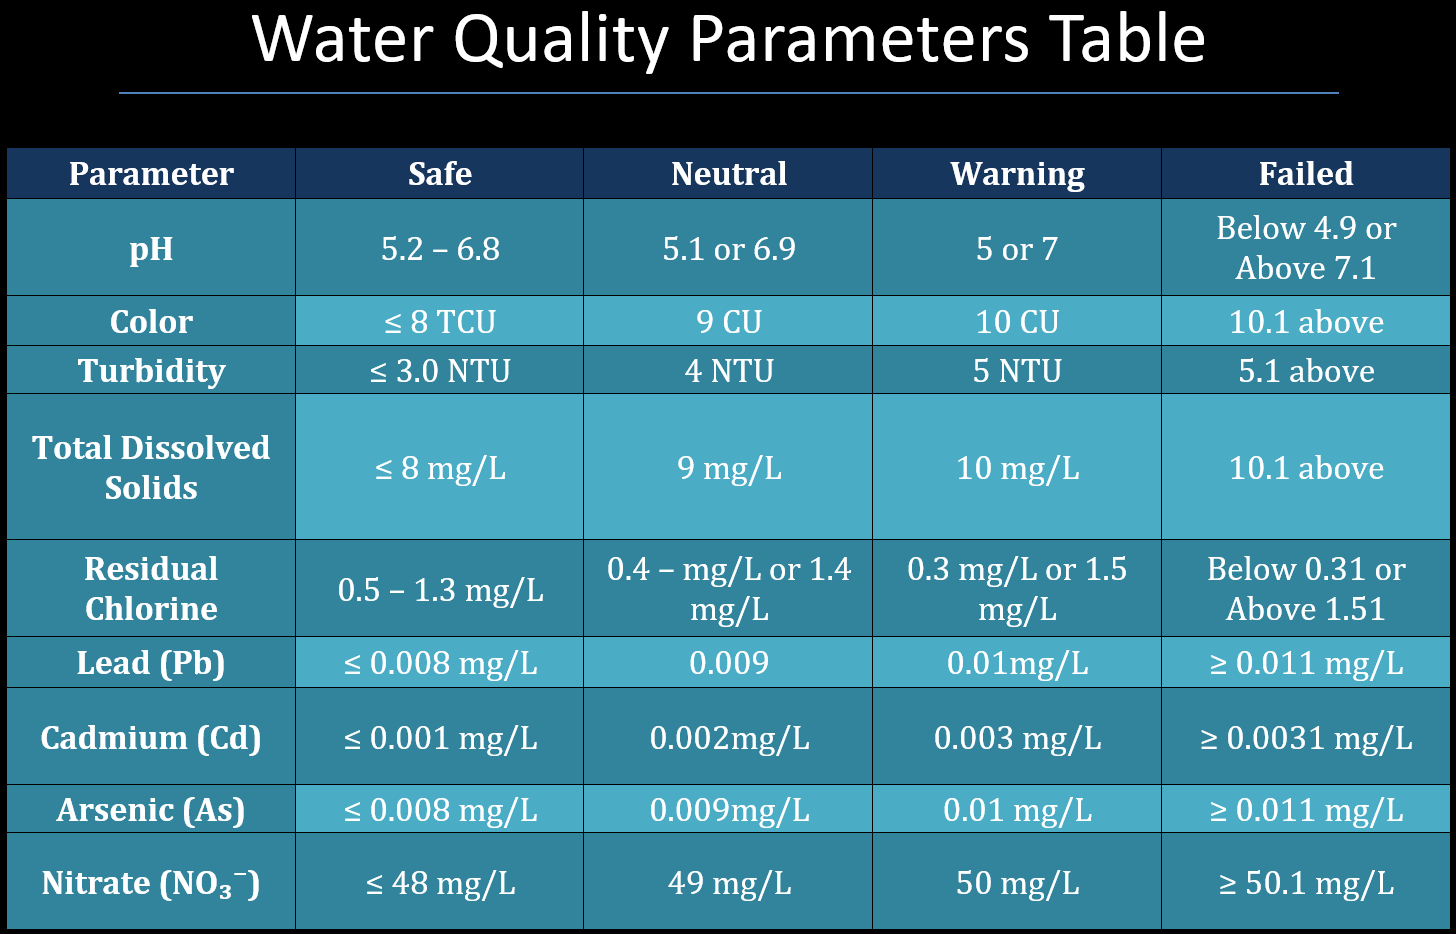 Water Quality Parameters Table
Parameter Safe Neutral Warning Failed
pH 5.2 – 6.8 5.1 or 6.9 5 or 7 Below 4.9 or
Above 7.1
Color ≤ 8 TCU 9 CU 10 CU 10.1 above
Turbidity ≤ 3.0 NTU 4 NTU 5 NTU 5.1 above
Total Dissolved
Solids ≤ 8 mg/L 9 mg/L 10 mg/L 10.1 above
Residual
Chlorine 0.5 – 1.3 mg/L 0.4 – mg/L or 1.4
mg/L 0.3 mg/L or 1.5
mg/L Below 0.31 or
Above 1.51
Lead (Pb) ≤ 0.008 mg/L 0.009 0.01mg/L ≥ 0.011 mg/L
Cadmium (Cd) ≤ 0.001 mg/L 0.002mg/L 0.003 mg/L ≥ 0.0031 mg/L
Arsenic (As) ≤ 0.008 mg/L 0.009mg/L 0.01 mg/L ≥ 0.011 mg/L
Nitrate (NO₃⁻) ≤ 48 mg/L 49 mg/L 50 mg/L ≥ 50.1 mg/L